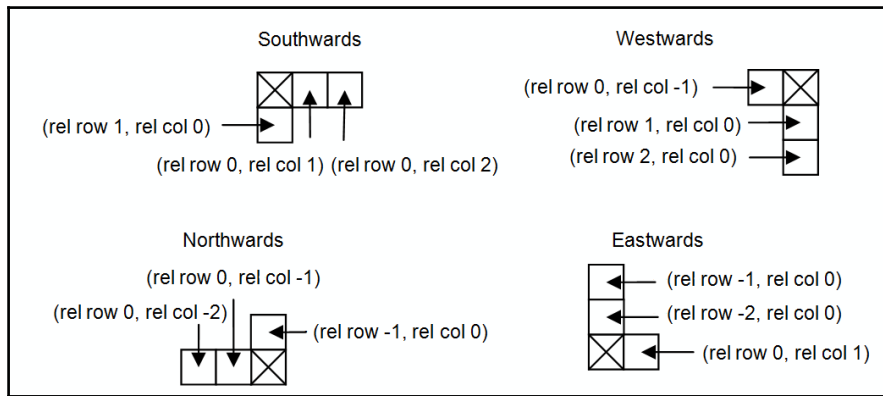 Southwards
(rel row 1, rel col 0)
(rel row 0, rel col 1) (rel row 0, rel col 2)
Westwards
(rel row 0, rel col -1)
(rel row 1, rel col 0)
(rel row 2, rel col 0)
Northwards
(rel row 0, rel col -1)
(rel row 0, rel col -2)
(rel row -1, rel col 0)
Eastwards
(rel row -1, rel col 0)
(rel row -2, rel col 0)
(rel row 0, rel col 1)